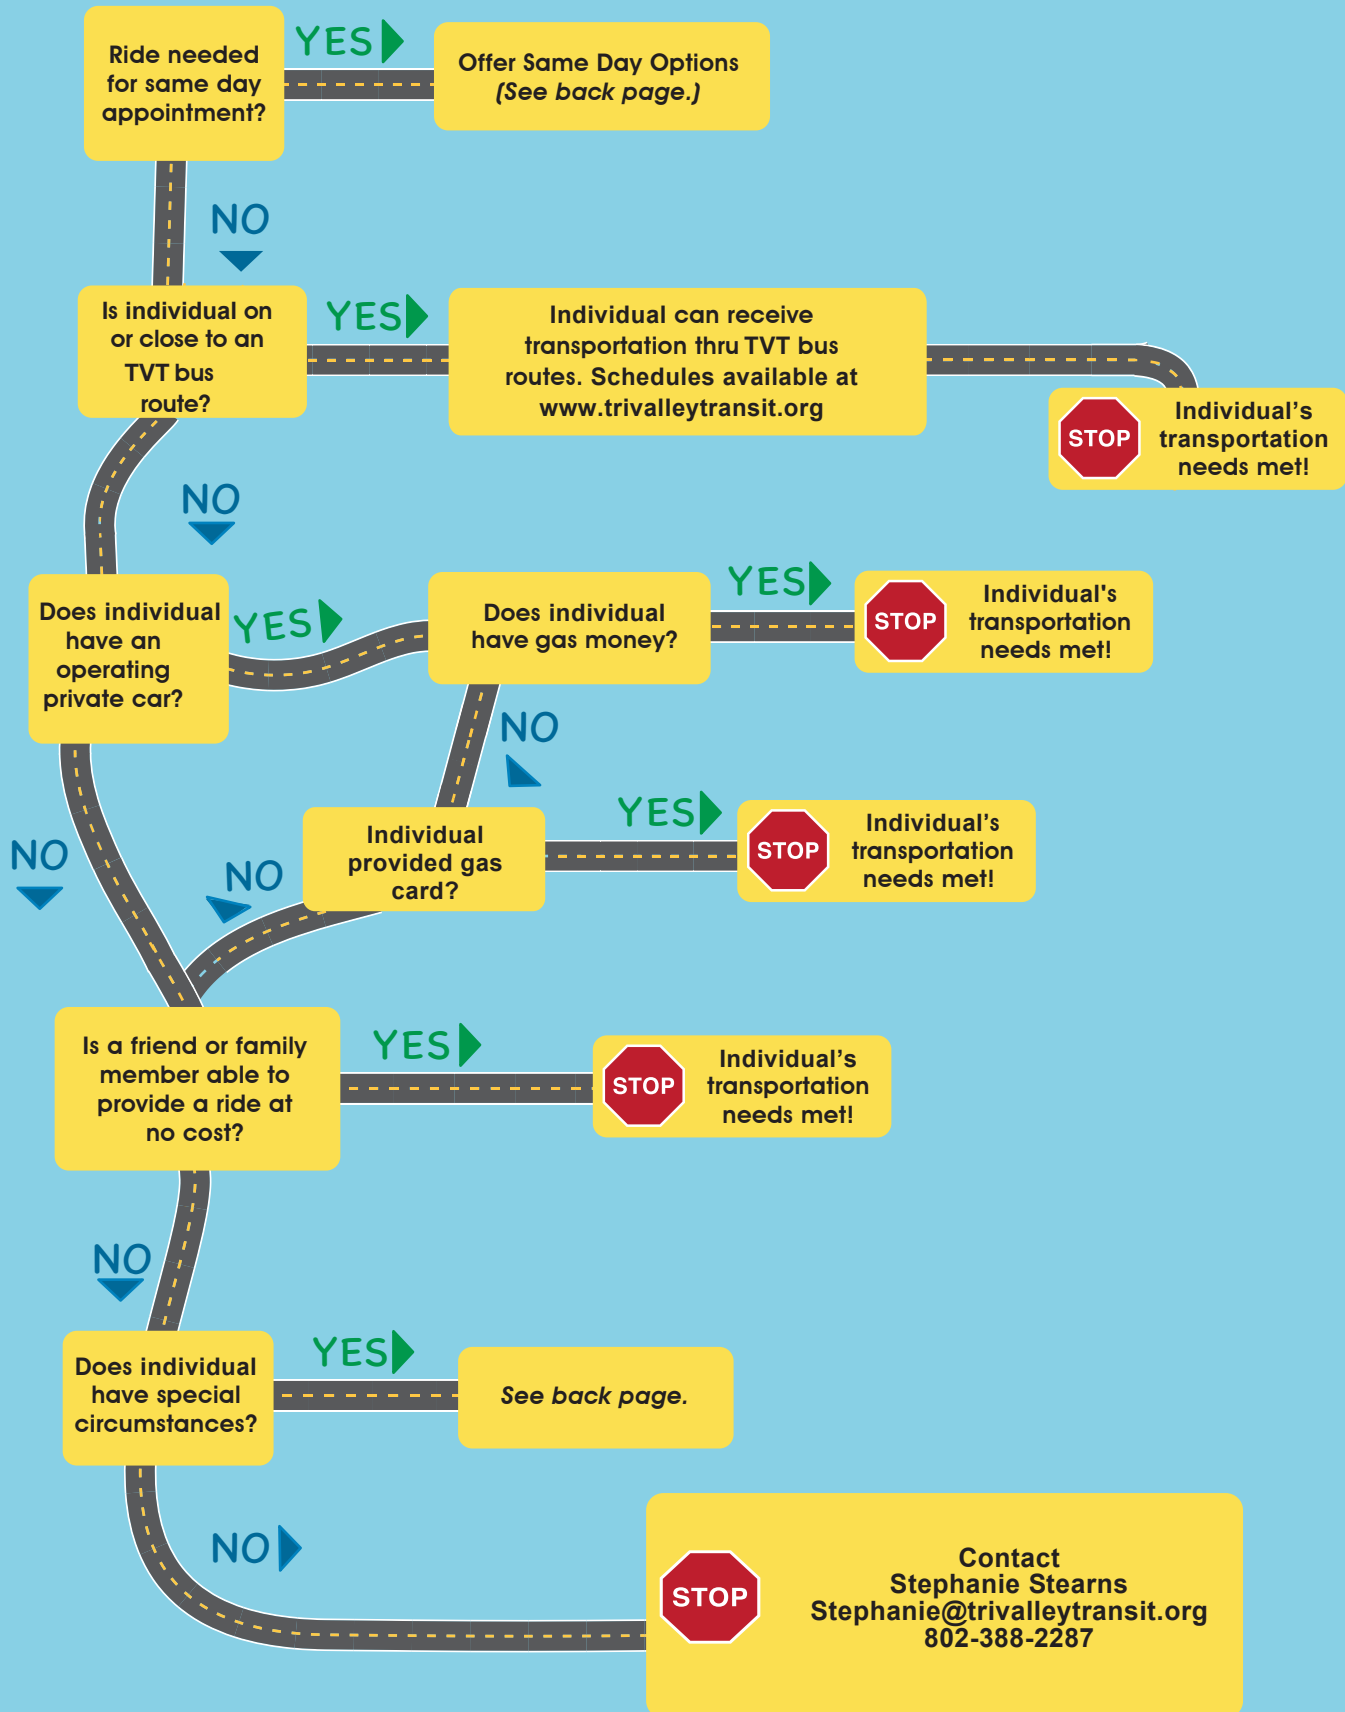 Ride needed
for same day
appointment?
YES
Offer Same Day Options
(See back page.)
NO
Is individual on
or close to an
TVT bus
route?
YES
Individual can receive
transportation thru TVT bus
routes. Schedules available at
www.trivalleytransit.org
STOP
Individual’s
transportation
needs met!
NO
Does individual
have an
operating
private car?
YES
Does individual
have gas money?
YES
STOP
Individual's
transportation
needs met!
NO
Individual
provided gas
card?
YES
STOP
Individual’s
transportation
needs met!
NO
NO
Is a friend or family
member able to
provide a ride at
no cost?
YES
STOP
Individual’s
transportation
needs met!
NO
Does individual
have special
circumstances?
YES
See back page.
NO
STOP
Contact
Stephanie Stearns
Stephanie@trivalleytransit.org
802-388-2287